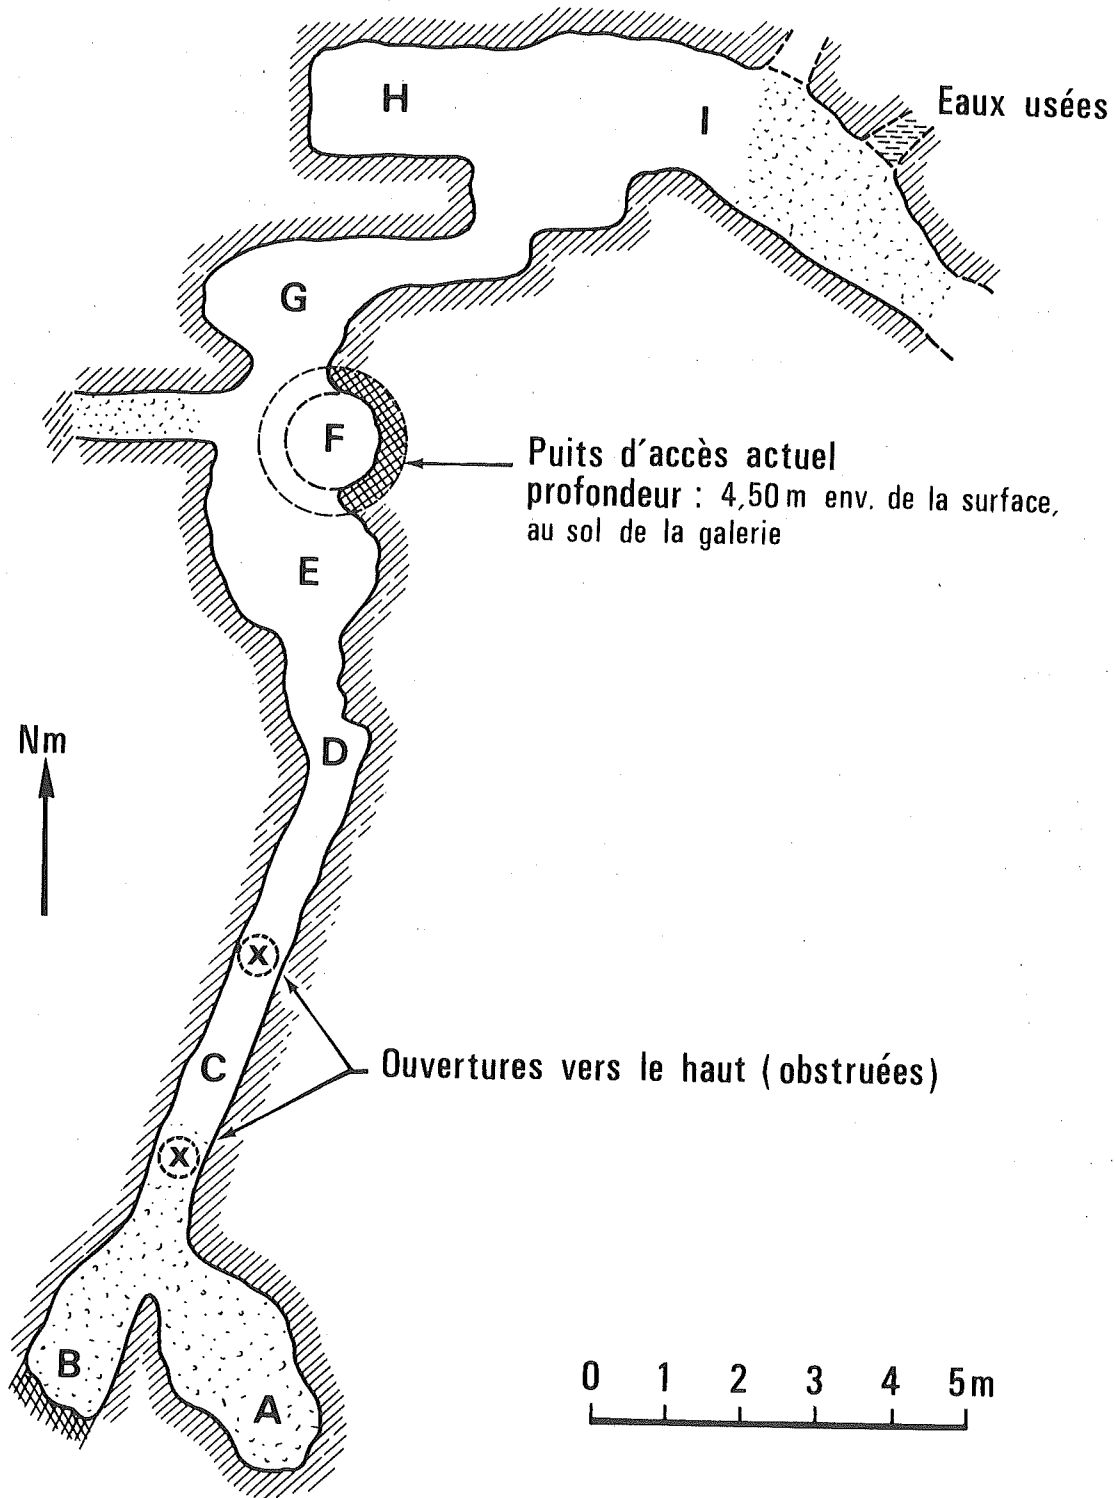 H
I
Eaux usées
G
F
Puits d'accès actuel
profondeur : 4,50 m env. de la surface,
au sol de la galerie
E
Nm
D
x
C
Ouvertures vers le haut (obstruées)
x
B
A
0 1 2 3 4 5 m